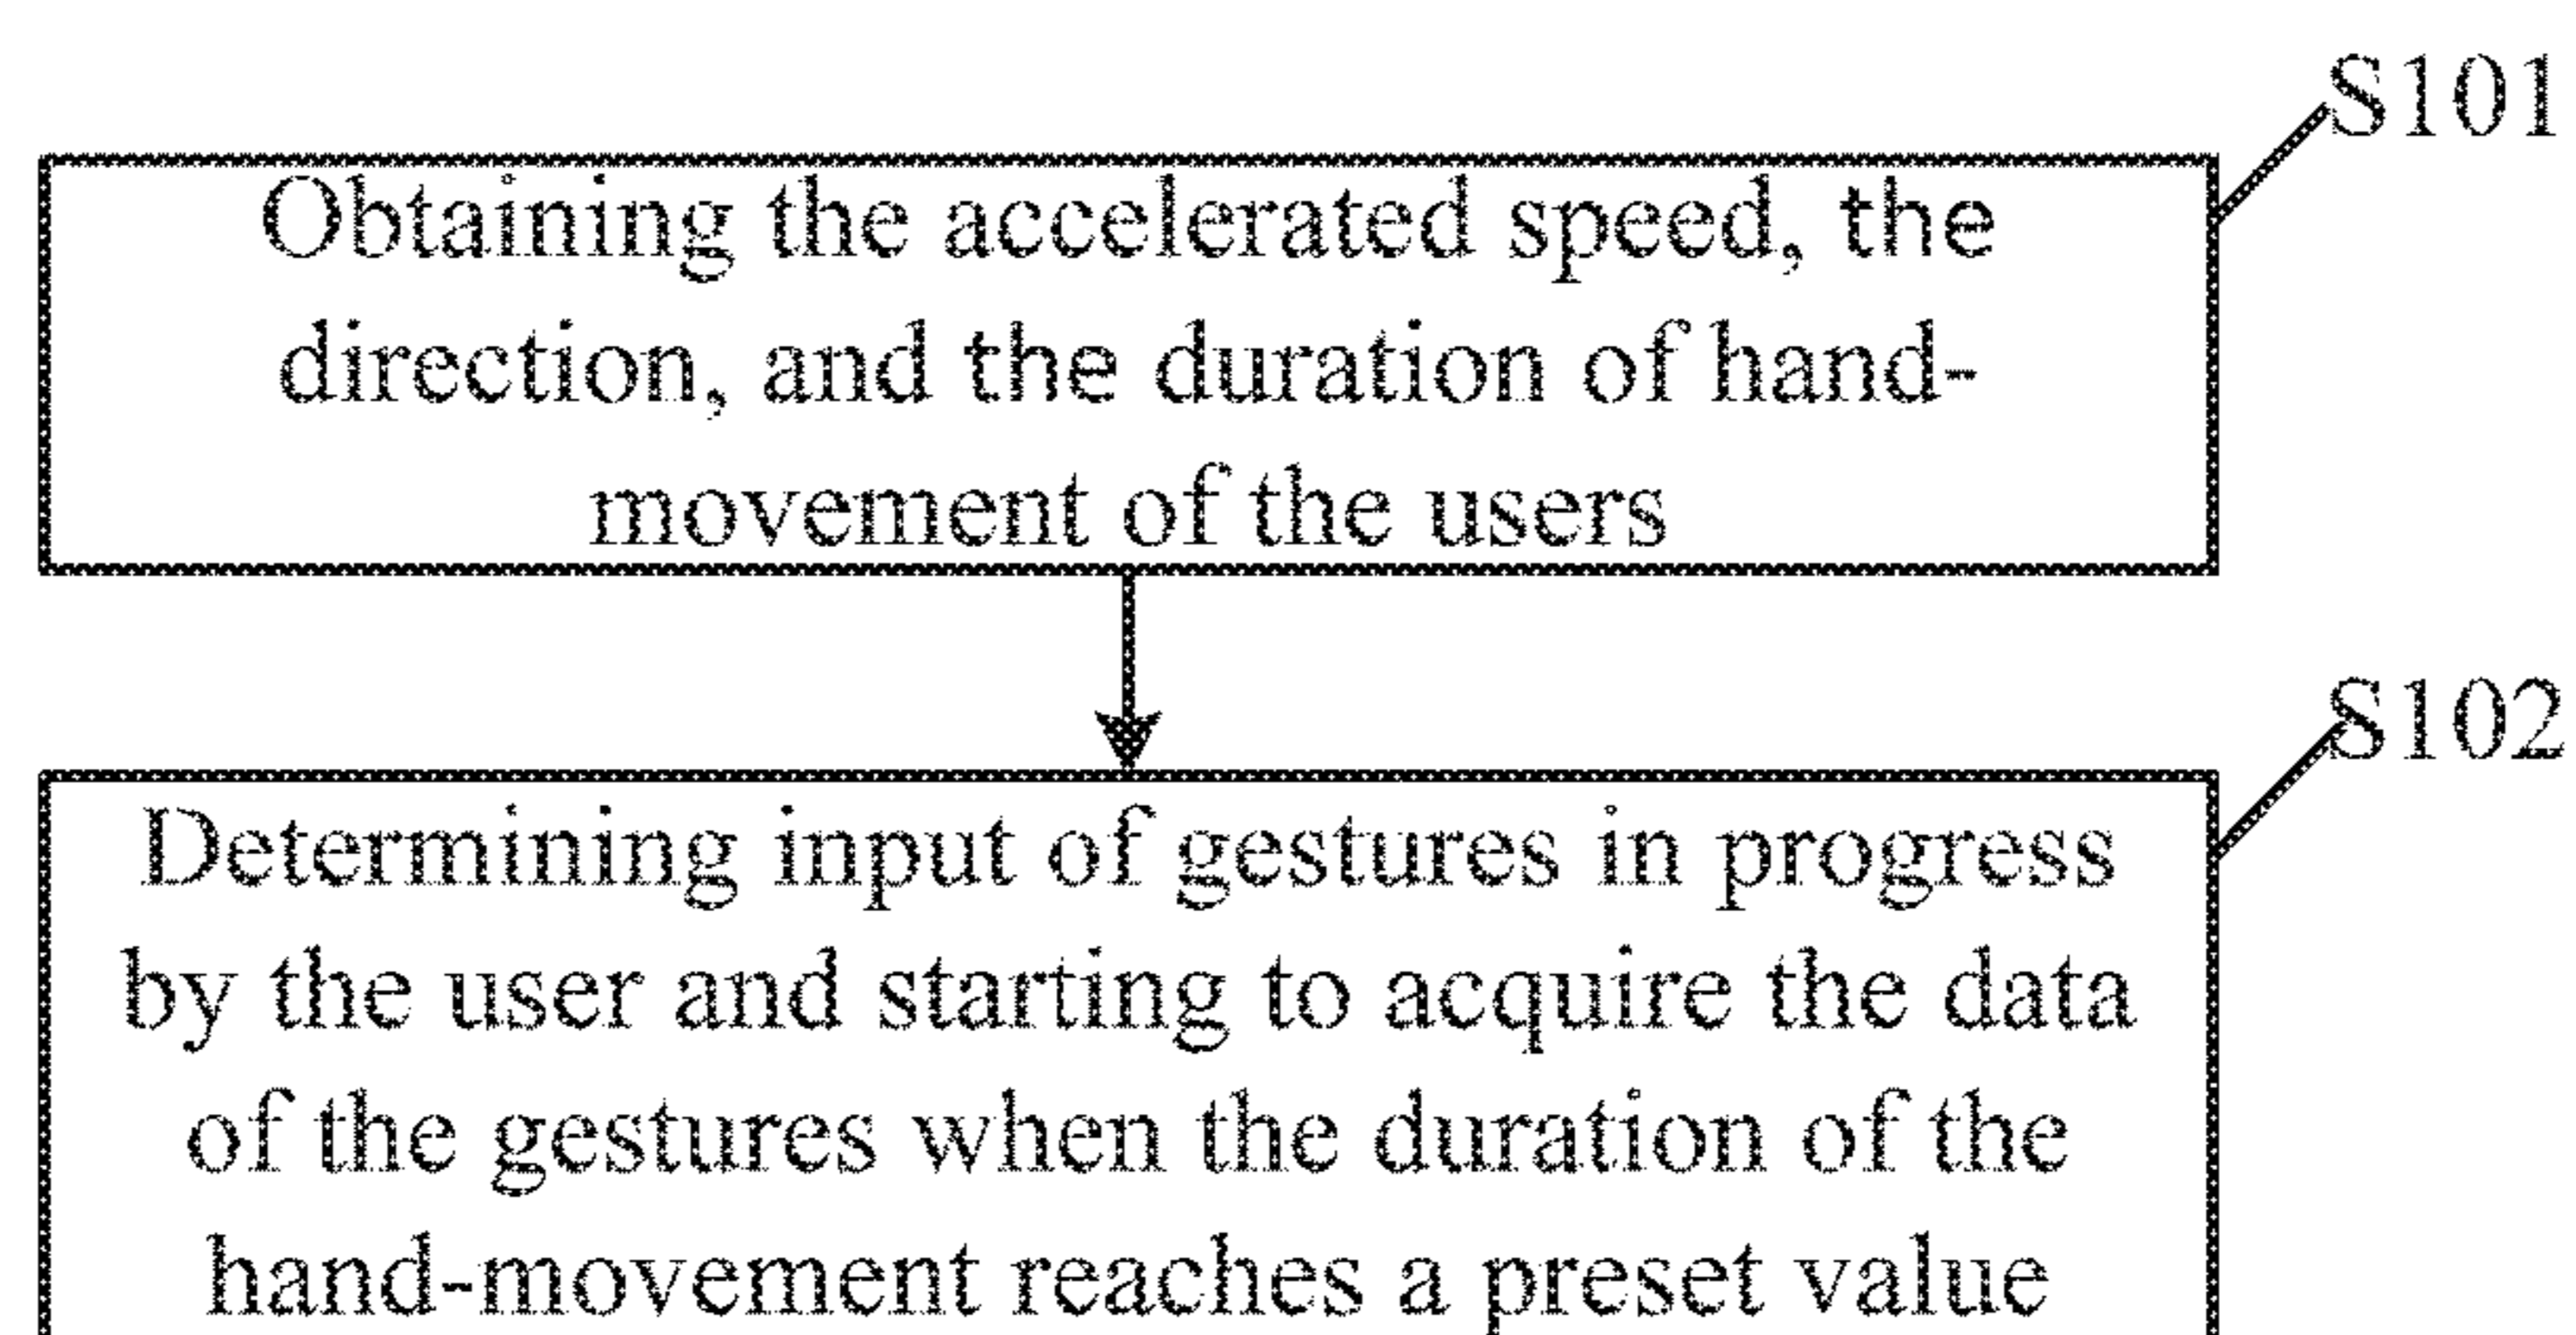 S101
Obtaining the accelerated speed, the
direction, and the duration of hand-
movement of the users
S102
Determining input of gestures in progress
by the user and starting to acquire the data
of the gestures when the duration of the
hand-movement reaches a preset value